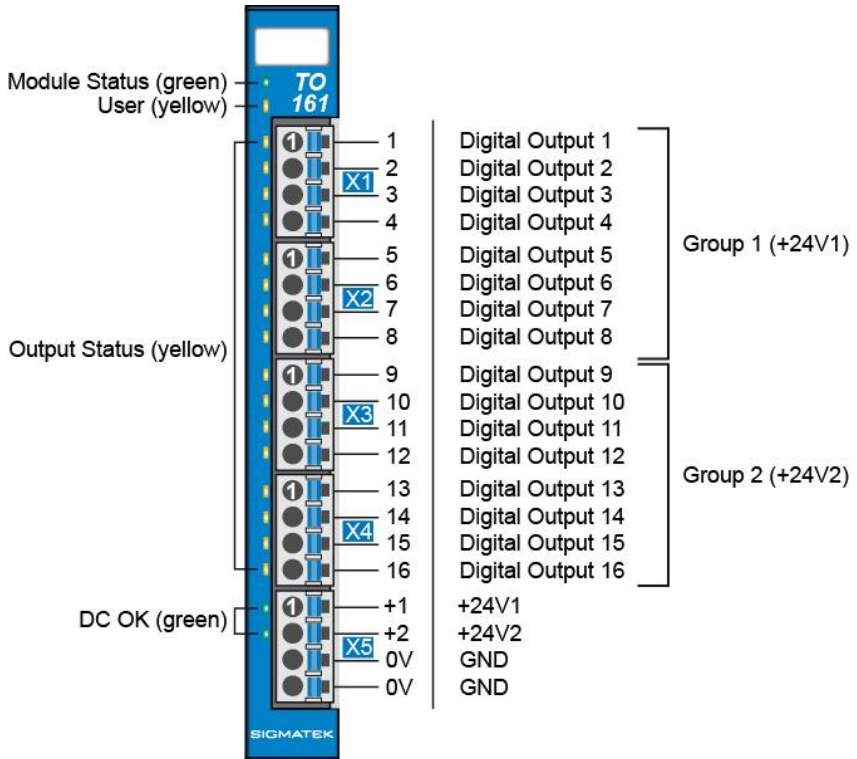 Module Status (green)
TO
User (yellow)
161
1 1 Digital Output 1
2 Digital Output 2
X1
3 Digital Output 3
4 Digital Output 4
1 5 Digital Output 5
Group 1 (+24V1)
6 Digital Output 6
X2
7 Digital Output 7
8 Digital Output 8
Output Status (yellow)
1 9 Digital Output 9
10 Digital Output 10
X3
11 Digital Output 11
12 Digital Output 12
Group 2 (+24V2)
1 13 Digital Output 13
14 Digital Output 14
X4
15 Digital Output 15
16 Digital Output 16
DC OK (green)
1 +1 +24V1
+2 +24V2
X5
0V GND
0V GND
SIGMATEK